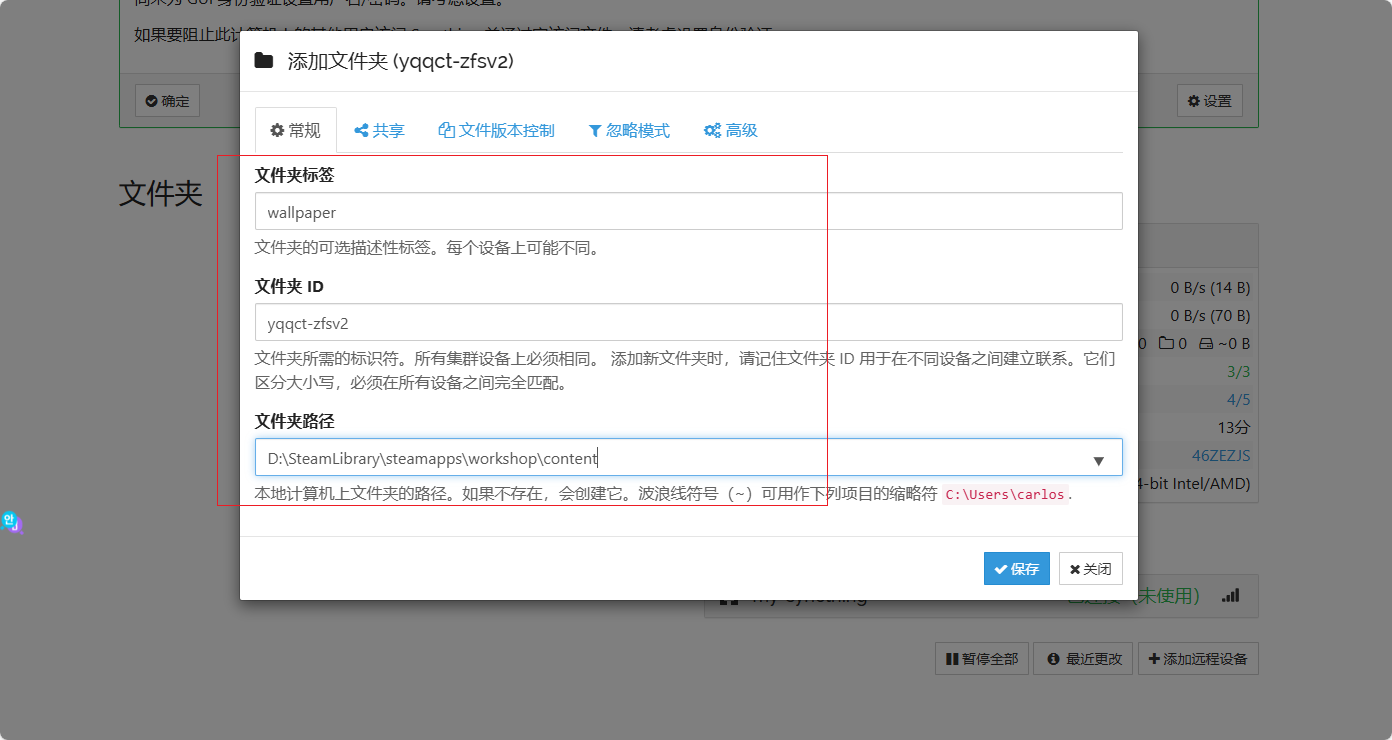 添加文件夹 (yqqct-zfsv2)
确定
设置
常规
共享
文件版本控制
忽略模式
高级
文件夹
文件夹标签
wallpaper
文件夹的可选描述性标签。每个设备上可能不同。
0 B/s (14 B)
文件夹 ID
0 B/s (70 B)
yqqct-zfsv2
0 0 ~0 B
文件夹所需的标识符。所有集群设备上必须相同。 添加新文件夹时，请记住文件夹 ID 用于在不同设备之间建立联系。它们
区分大小写，必须在所有设备之间完全匹配。
3/3
4/5
文件夹路径
13分
D:\SteamLibrary\steamapps\workshop\content
46ZEZJS
本地计算机上文件夹的路径。如果不存在，会创建它。波浪线符号（~）可用作下列项目的缩略符 C:\Users\carlos.
4-bit Intel/AMD)
保存
关闭
（未使用）
暂停全部
最近更改
添加远程设备